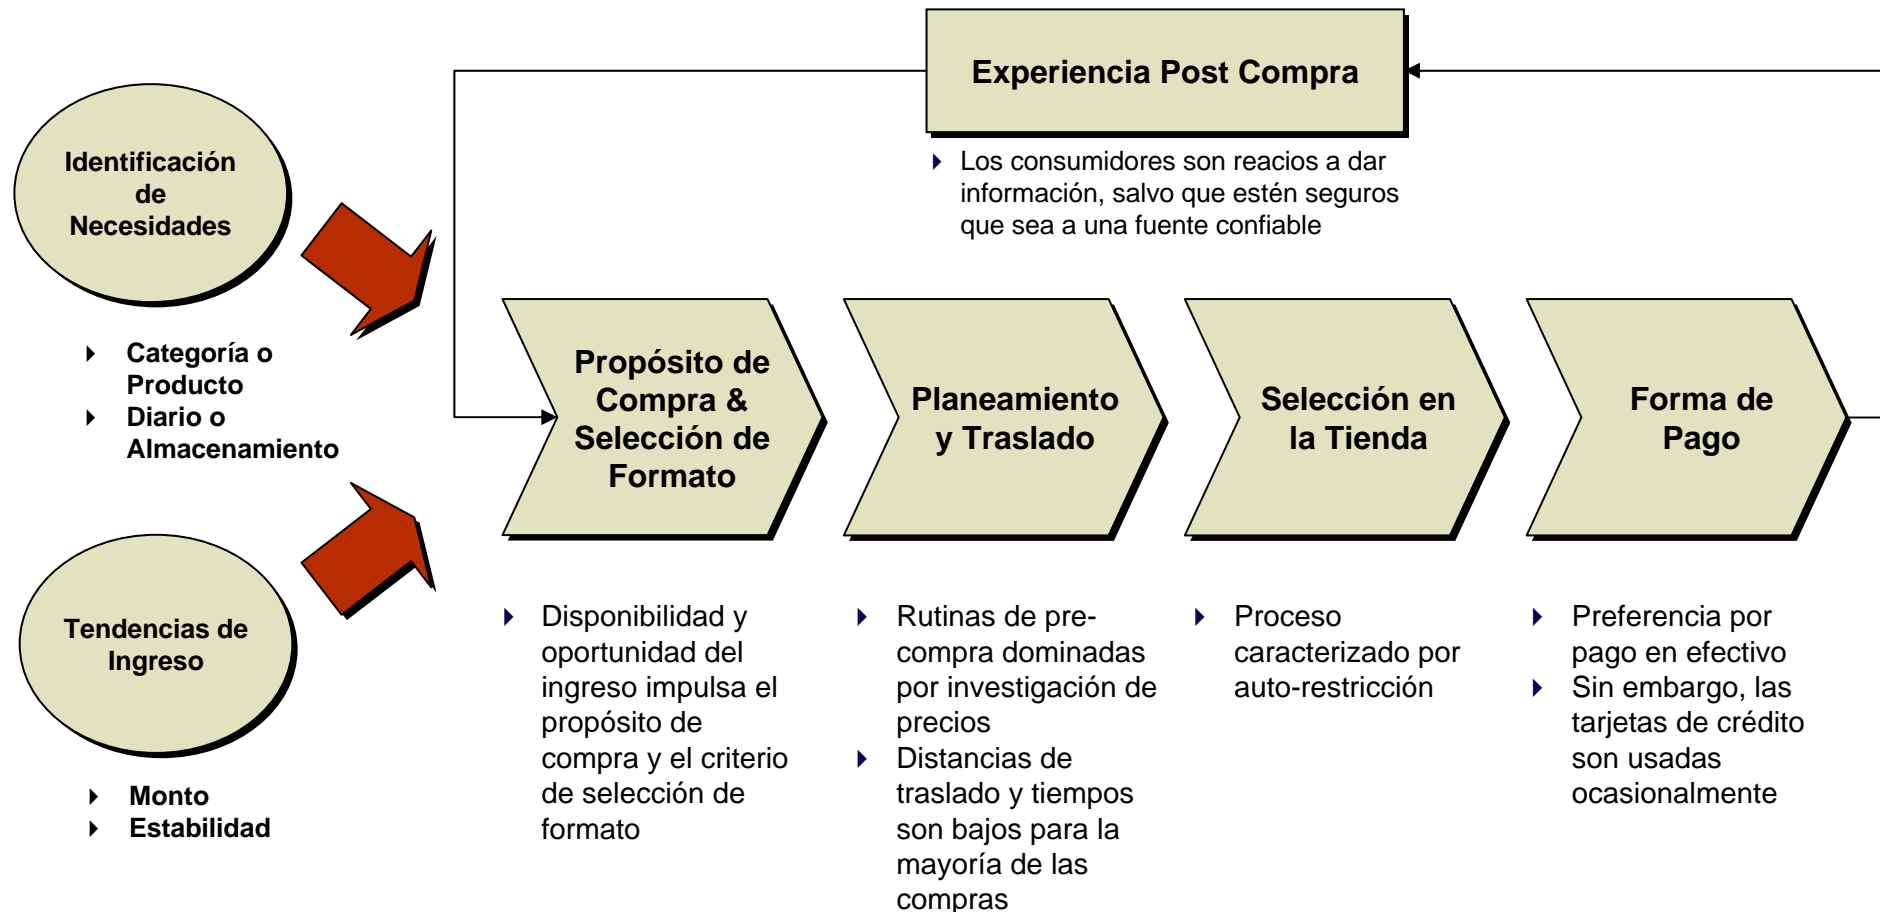 Experiencia Post Compra
Los consumidores son reacios a dar
información, salvo que estén seguros
que sea a una fuente confiable
Identificación
de
Necesidades
Categoría o
Producto
Diario o
Almacenamiento
Tendencias de
Ingreso
Monto
Estabilidad
Propósito de
Compra &
Selección de
Formato
Planeamiento
y Traslado
Selección en
la Tienda
Forma de
Pago
Disponibilidad y
oportunidad del
ingreso impulsa el
propósito de
compra y el criterio
de selección de
formato
Rutinas de pre-
compra dominadas
por investigación de
precios
Distancias de
traslado y tiempos
son bajos para la
mayoría de las
compras
Proceso
caracterizado por
auto-restricción
Preferencia por
pago en efectivo
Sin embargo, las
tarjetas de crédito
son usadas
ocasionalmente